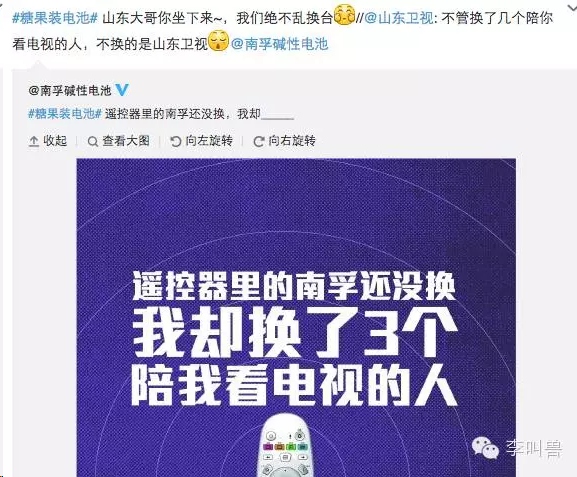 #糖果装电池# 山东大哥你坐下来~，我们绝不乱换台//@山东卫视: 不管换了几个陪你
看电视的人，不换的是山东卫视@南孚碱性电池
@南孚碱性电池
#糖果装电池# 遥控器里的南孚还没换，我却_____
收起 查看大图 向左旋转 向右旋转
遥控器里的南孚还没换
我却换了3个
陪我看电视的人
李叫兽